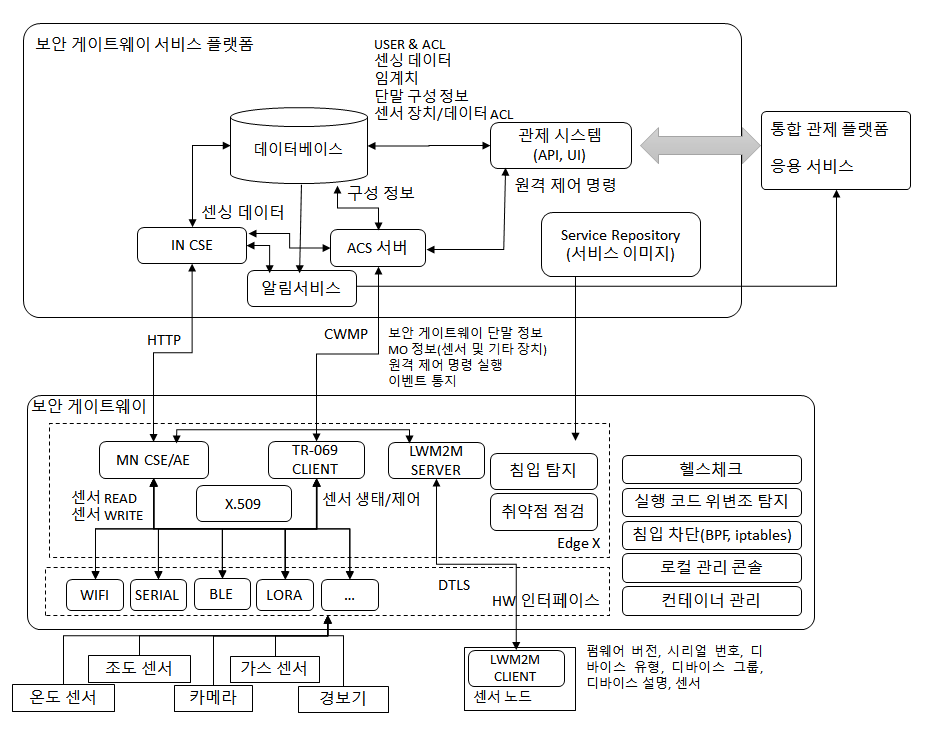 보안 게이트웨이 서비스 플랫폼
USER & ACL
센싱 데이터
임계치
단말 구성 정보
센서 장치/데이터 ACL
데이터베이스
관제 시스템
(API, UI)
통합 관제 플랫폼
응용 서비스
구성 정보
원격 제어 명령
센싱 데이터
IN CSE
ACS 서버
Service Repository
(서비스 이미지)
알림서비스
HTTP
CWMP
보안 게이트웨이 단말 정보
MO 정보(센서 및 기타 장치)
원격 제어 명령 실행
이벤트 통지
보안 게이트웨이
MN CSE/AE
TR-069
CLIENT
LWM2M
SERVER
침입 탐지
헬스체크
센서 READ
센서 WRITE
X.509
센서 생태/제어
취약점 점검
실행 코드 위변조 탐지
Edge X
침입 차단(BPF, iptables)
로컬 관리 콘솔
WIFI
SERIAL
BLE
LORA
...
DTLS
HW 인터페이스
컨테이너 관리
조도 센서
가스 센서
온도 센서
카메라
경보기
LWM2M
CLIENT
센서 노드
펌웨어 버전, 시리얼 번호, 디
바이스 유형, 디바이스 그룹,
디바이스 설명, 센서